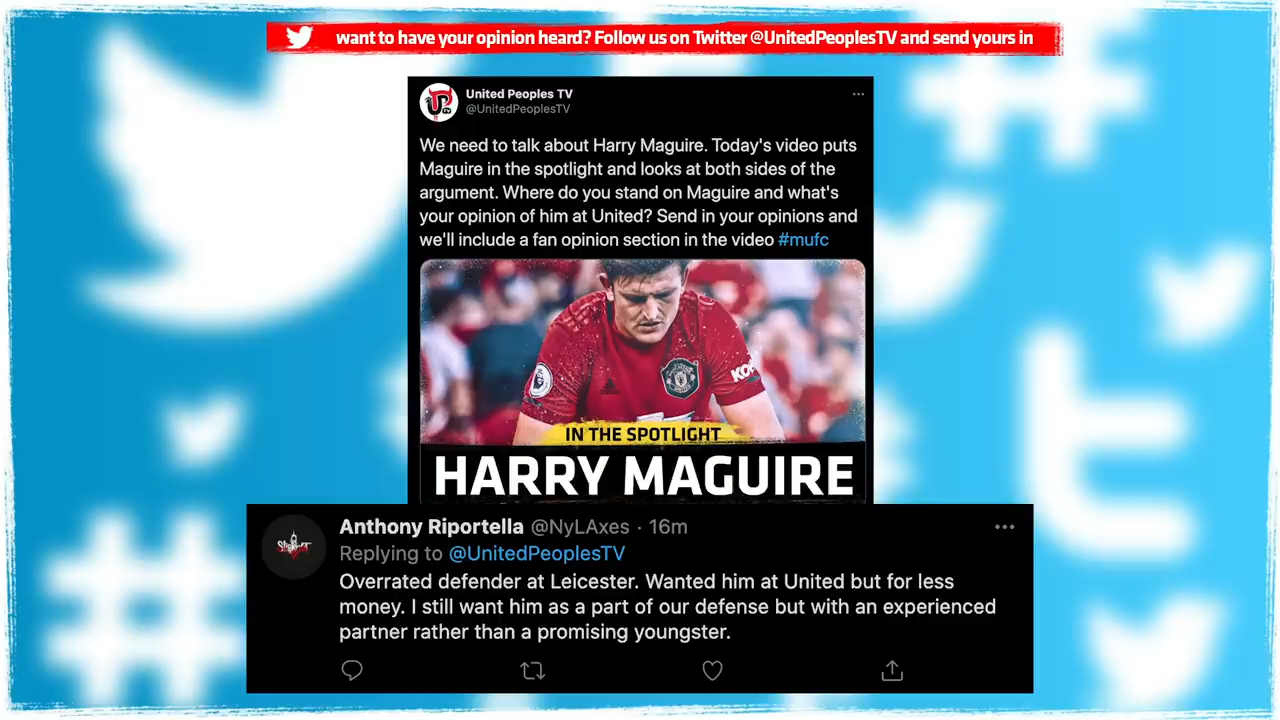 want to have your opinion heard? Follow us on Twitter @UnitedPeoplesTV and send yours in
United Peoples TV
@UnitedPeoplesTV
We need to talk about Harry Maguire. Today's video puts
Maguire in the spotlight and looks at both sides of the
argument. Where do you stand on Maguire and what's
your opinion of him at United? Send in your opinions and
we'll include a fan opinion section in the video #mufc
IN THE SPOTLIGHT
HARRY MAGUIRE
Anthony Riportella @NyLAxes · 16m
Replying to @UnitedPeoplesTV
Overrated defender at Leicester. Wanted him at United but for less
money. I still want him as a part of our defense but with an experienced
partner rather than a promising youngster.